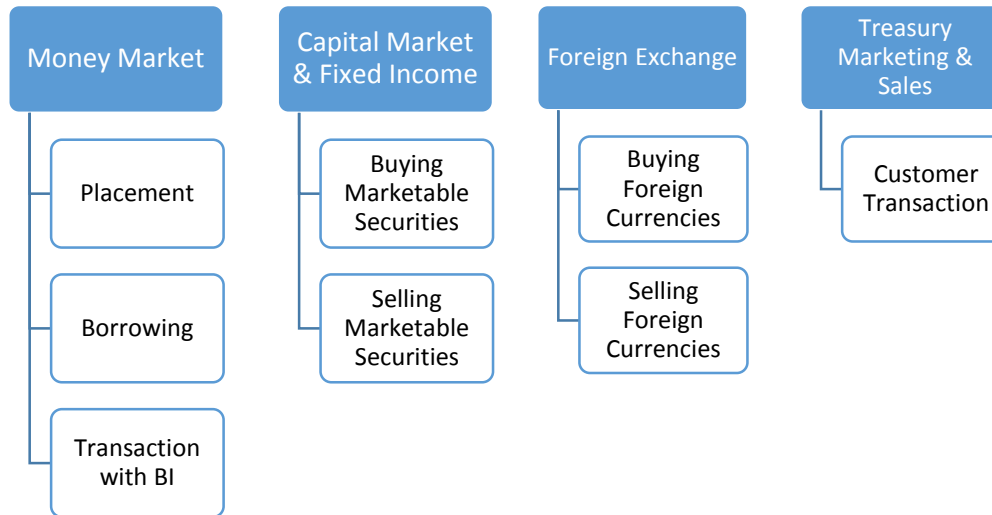 Money Market
Placement
Borrowing
Transaction
with BI
Capital Market
& Fixed Income
Buying
Marketable
Securities
Selling
Marketable
Securities
Foreign Exchange
Buying
Foreign
Currencies
Selling
Foreign
Currencies
Treasury
Marketing &
Sales
Customer
Transaction